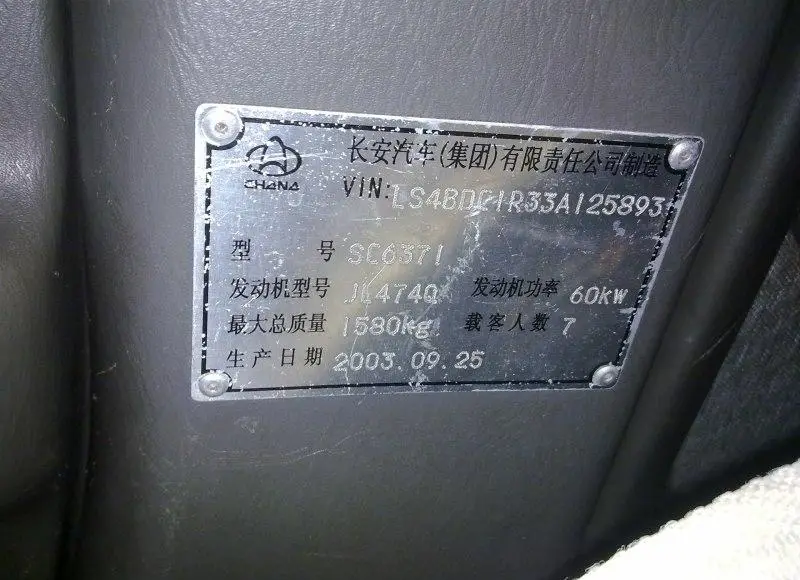 长安汽车(集团)有限责任公司制造
CHANA
VIN: LS4BDC1R33A125893
型 号 SC6371
发动机型号 JL474Q 发动机功率 60kW
最大总质量 1580kg 载客人数 7
生产日期 2003.09.25